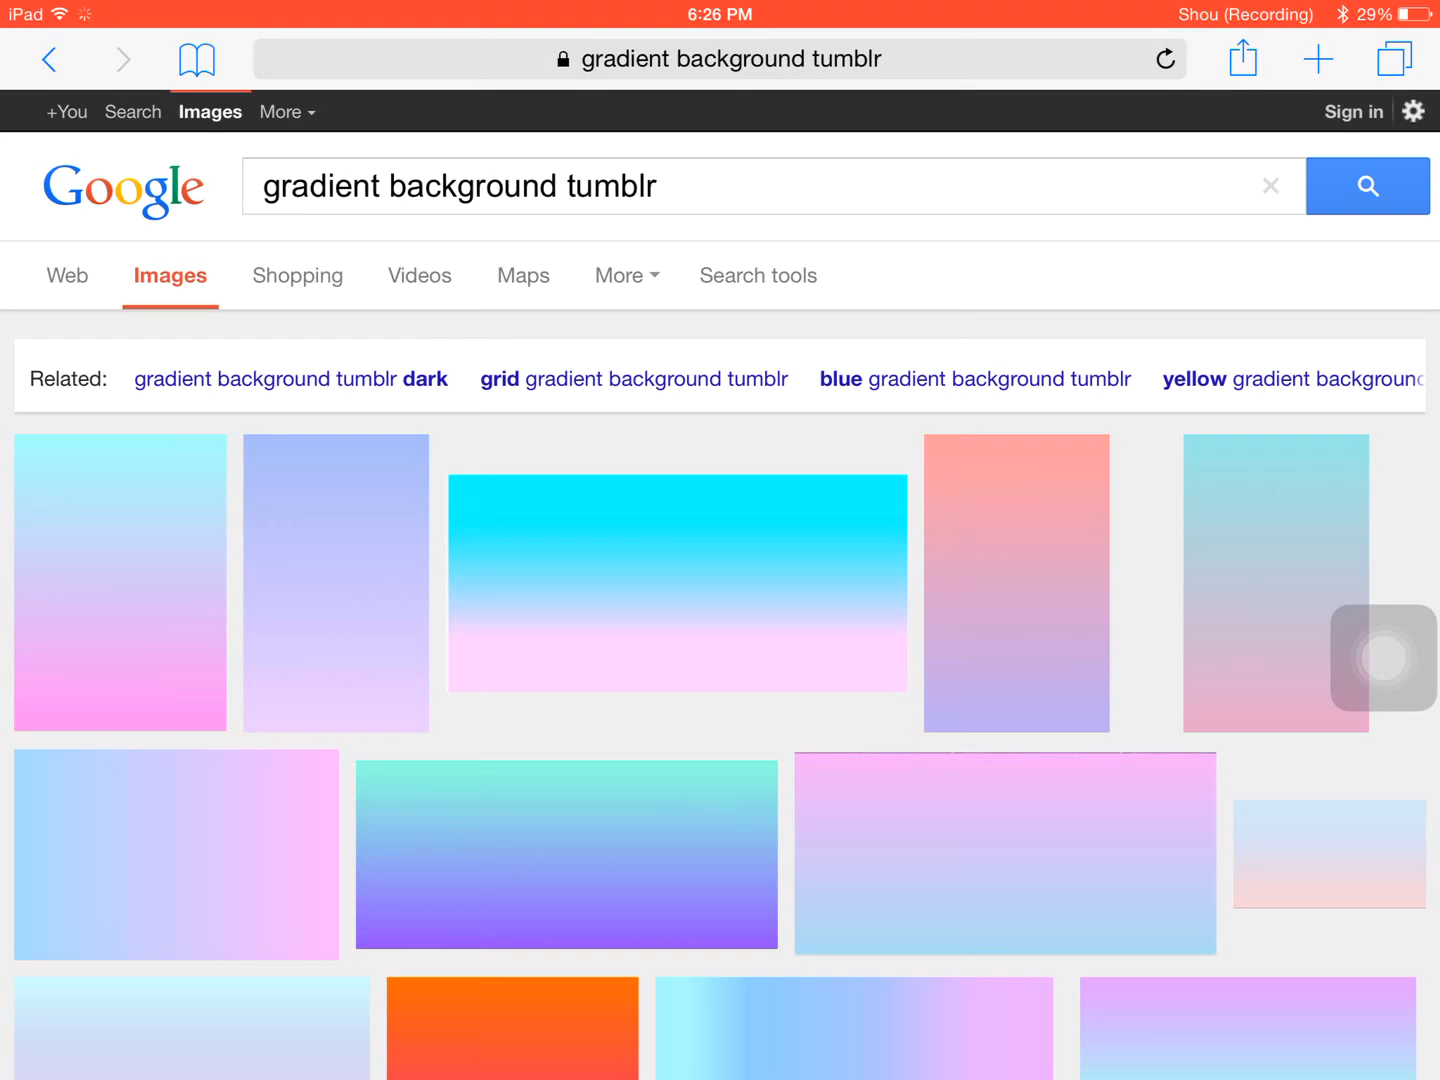 iPad 6:26 PM Shou (Recording) 29%
gradient background tumblr
+You Search Images More Sign in
Google gradient background tumblr
Web Images Shopping Videos Maps More Search tools
Related: gradient background tumblr dark grid gradient background tumblr blue gradient background tumblr yellow gradient background